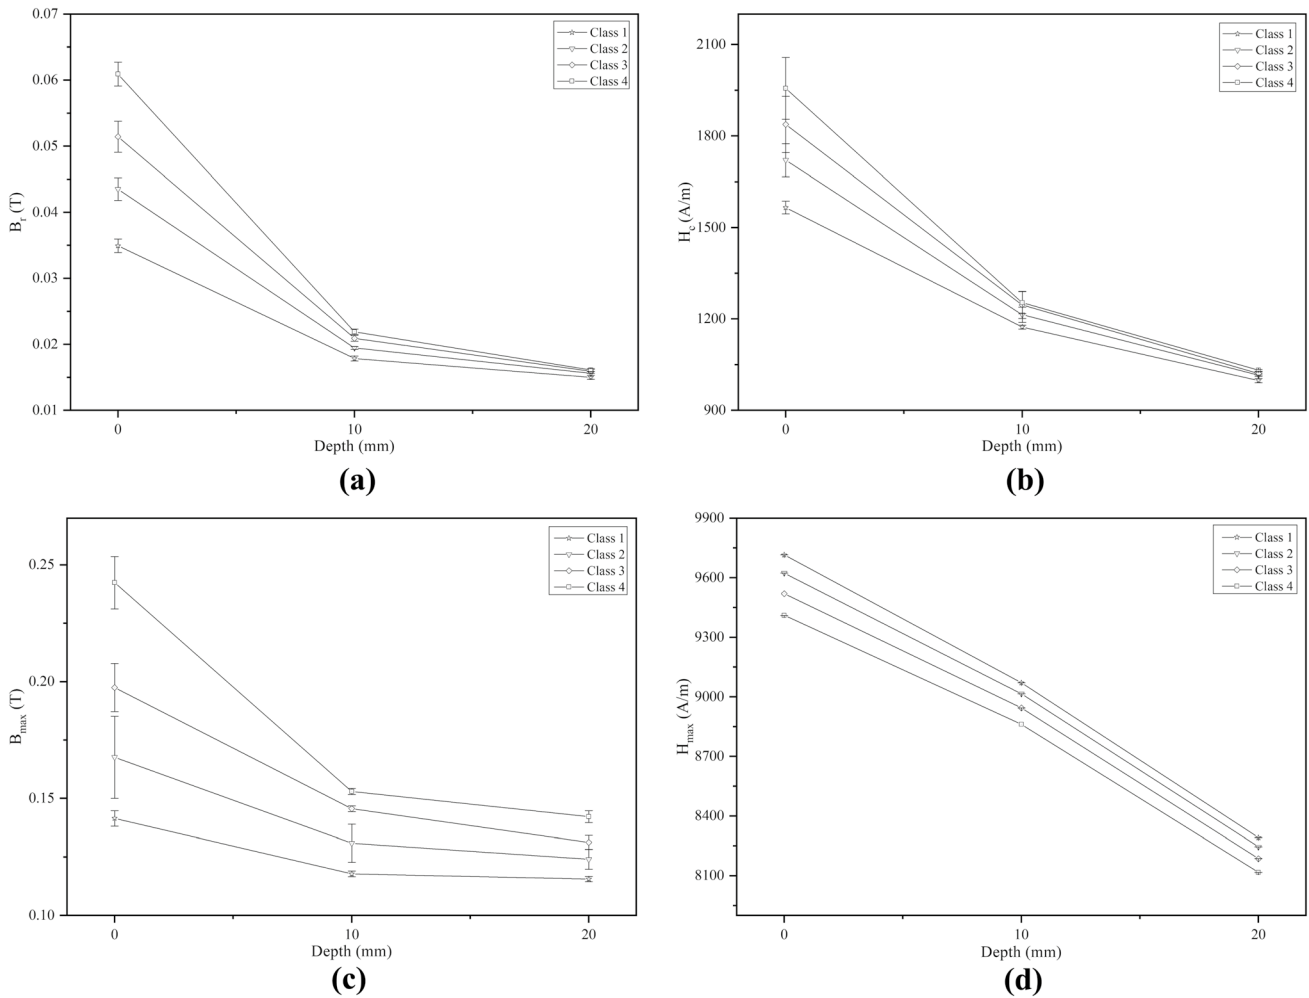 0.07
0.06
0.05
0.04
0.03
0.02
0.01
B_r (T)
0
10
20
Depth (mm)
Class 1
Class 2
Class 3
Class 4
(a)
2100
1800
1500
1200
900
H_c (A/m)
0
10
20
Depth (mm)
Class 1
Class 2
Class 3
Class 4
(b)
0.25
0.20
0.15
0.10
B_max (T)
0
10
20
Depth (mm)
Class 1
Class 2
Class 3
Class 4
(c)
9900
9600
9300
9000
8700
8400
8100
H_max (A/m)
0
10
20
Depth (mm)
Class 1
Class 2
Class 3
Class 4
(d)